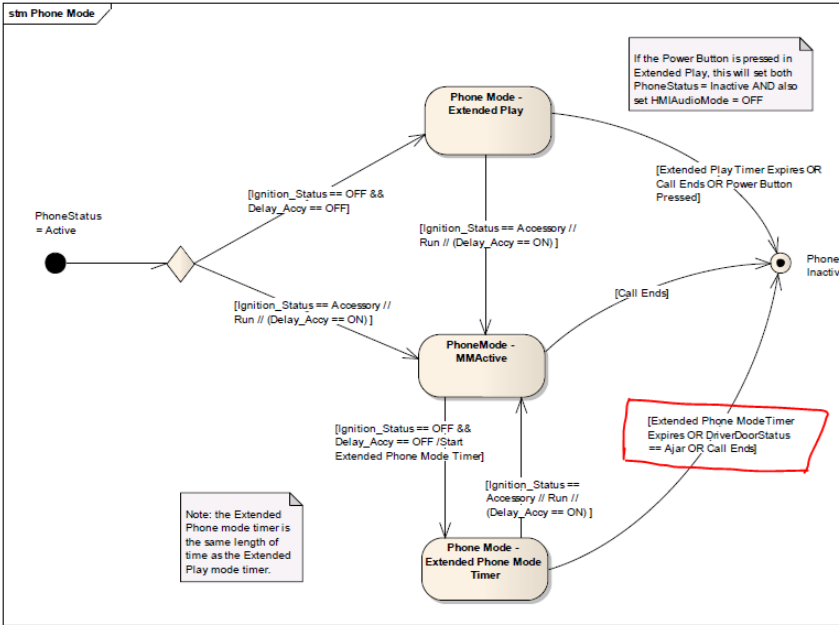 stm Phone Mode
If the Power Button is pressed in
Extended Play, this will set both
PhoneStatus = Inactive AND also
set HMIAudioMode = OFF
Phone Mode -
Extended Play
[Extended Play Timer Expires OR
Call Ends OR Power Button
Pressed]
[Ignition_Status == OFF &&
Delay_Accy == OFF]
PhoneStatus
= Active
[Ignition_Status == Accessory //
Run // (Delay_Accy == ON) ]
Phone
Inactiv
[Call Ends]
[Ignition_Status == Accessory //
Run // (Delay_Accy == ON) ]
PhoneMode -
MMActive
[Extended Phone ModeTimer
Expires OR DriverDoorStatus
== Ajar OR Call Ends]
[Ignition_Status == OFF &&
Delay_Accy == OFF /Start
Extended Phone Mode Timer]
[Ignition_Status ==
Accessory // Run //
(Delay_Accy == ON) ]
Note: the Extended
Phone mode timer is
the same length of
time as the Extended
Play mode timer.
Phone Mode -
Extended Phone Mode
Timer